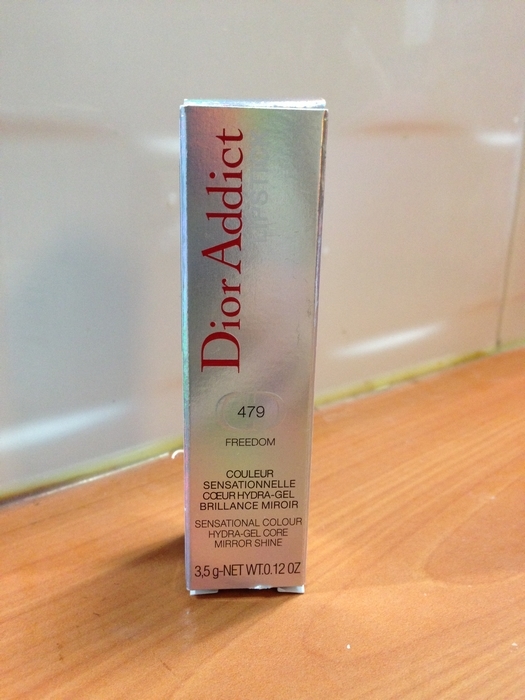 Dior Addict
479
FREEDOM
COULEUR
SENSATIONNELLE
CŒUR HYDRA-GEL
BRILLANCE MIROIR
SENSATIONAL COLOUR
HYDRA-GEL CORE
MIRROR SHINE
3,5 g-NET WT.0.12 OZ